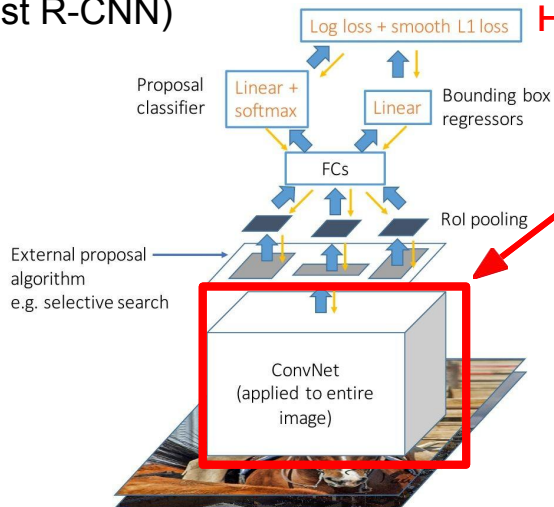 st R-CNN)
Log loss + smooth L1 loss
Proposal
classifier
Linear +
softmax
Linear
Bounding box
regressors
FCs
RoI pooling
External proposal
algorithm
e.g. selective search
ConvNet
(applied to entire
image)